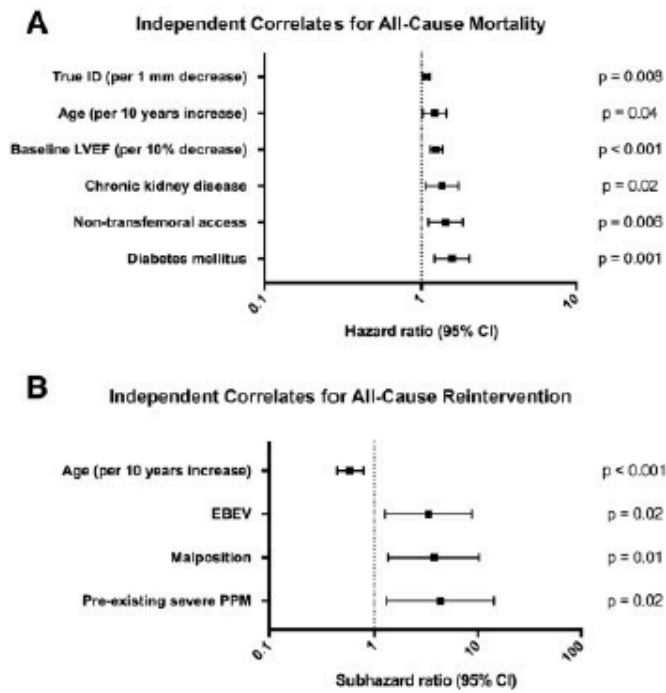 A
Independent Correlates for All-Cause Mortality
True ID (per 1 mm decrease) p = 0.008
Age (per 10 years increase) p = 0.04
Baseline LVEF (per 10% decrease) p < 0.001
Chronic kidney disease p = 0.02
Non-transfemoral access p = 0.006
Diabetes mellitus p = 0.001
0.1 1 10
Hazard ratio (95% CI)
B
Independent Correlates for All-Cause Reintervention
Age (per 10 years increase) p < 0.001
EBEV p = 0.02
Malposition p = 0.01
Pre-existing severe PPM p = 0.02
0.1 1 10 100
Subhazard ratio (95% CI)